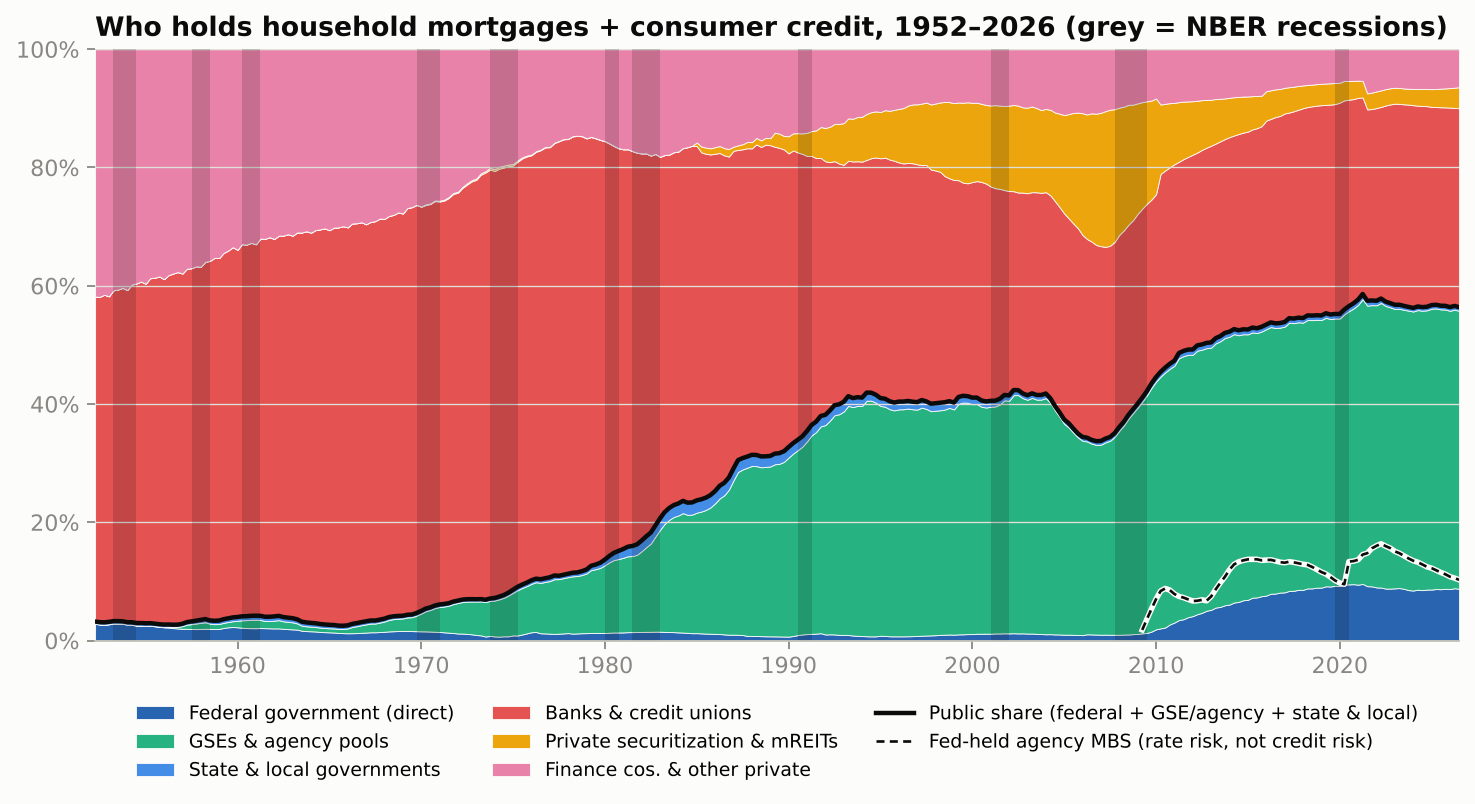 Who holds household mortgages + consumer credit, 1952–2026 (grey = NBER recessions)
100%
80%
60%
40%
20%
0%
1960 1970 1980 1990 2000 2010 2020
Federal government (direct)
GSEs & agency pools
State & local governments
Banks & credit unions
Private securitization & mREITs
Finance cos. & other private
Public share (federal + GSE/agency + state & local)
Fed-held agency MBS (rate risk, not credit risk)